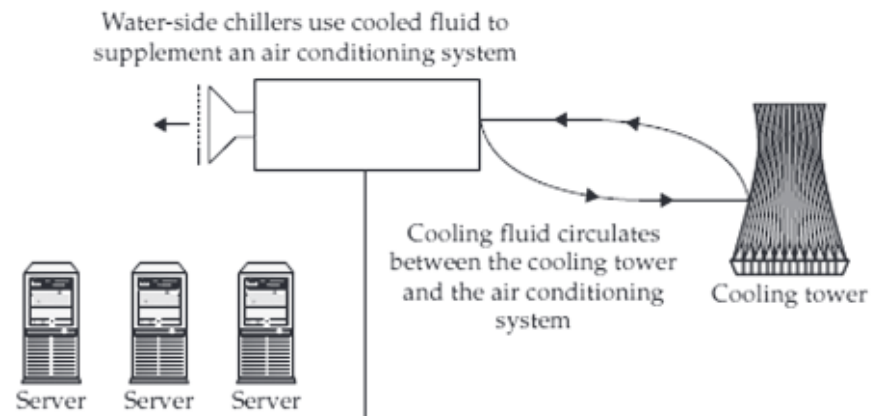 Water-side chillers use cooled fluid to
supplement an air conditioning system
Cooling fluid circulates
between the cooling tower
and the air conditioning
system
Cooling tower
Server
Server
Server